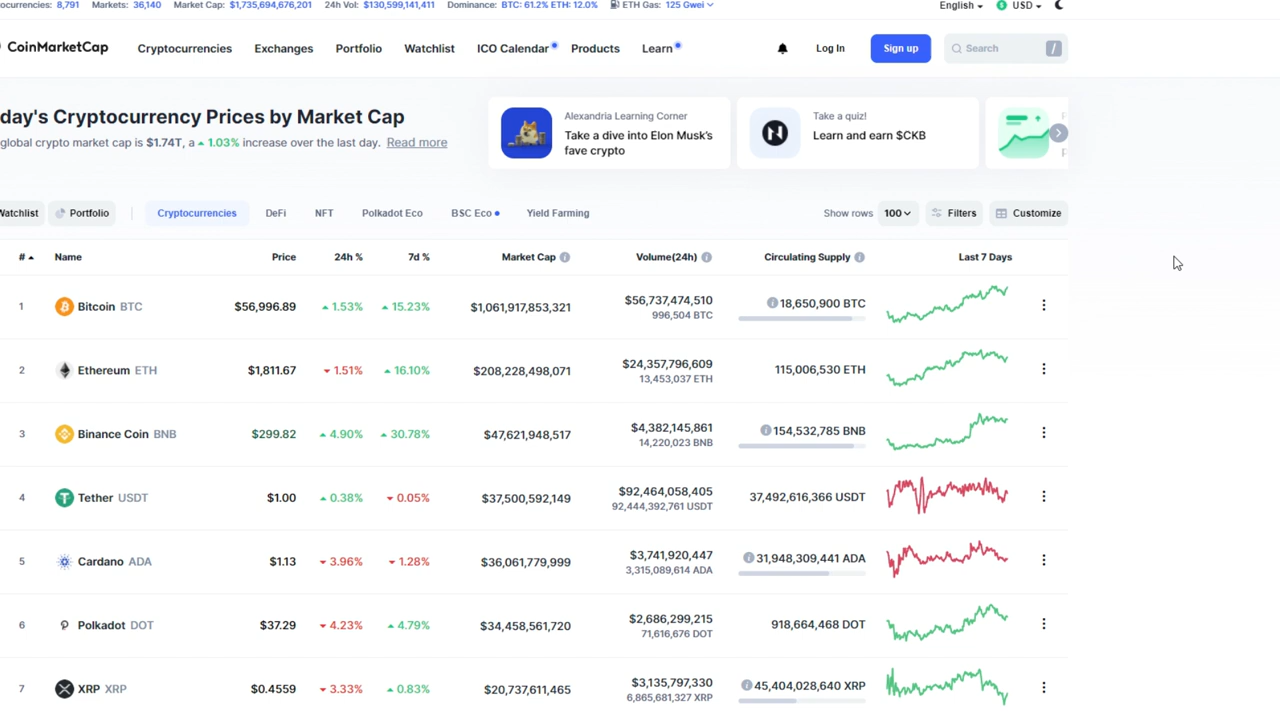 ocurrencies: 8,791 Markets: 36,140 Market Cap: $1,735,694,676,201 24h Vol: $130,599,141,411 Dominance: BTC: 61.2% ETH: 12.0% ETH Gas: 125 Gwei English USD
CoinMarketCap Cryptocurrencies Exchanges Portfolio Watchlist ICO Calendar Products Learn Log In Sign up Search /
day's Cryptocurrency Prices by Market Cap
global crypto market cap is $1.74T, a 1.03% increase over the last day. Read more
Alexandria Learning Corner
Take a dive into Elon Musk's
fave crypto
Take a quiz!
Learn and earn $CKB
Watchlist Portfolio Cryptocurrencies DeFi NFT Polkadot Eco BSC Eco Yield Farming Show rows 100 Filters Customize
# Name Price 24h % 7d % Market Cap Volume(24h) Circulating Supply Last 7 Days
1 Bitcoin BTC $56,996.89 1.53% 15.23% $1,061,917,853,321 $56,737,474,510 18,650,900 BTC
996,504 BTC
2 Ethereum ETH $1,811.67 1.51% 16.10% $208,228,498,071 $24,357,796,609 115,006,530 ETH
13,453,037 ETH
3 Binance Coin BNB $299.82 4.90% 30.78% $47,621,948,517 $4,382,145,861 154,532,785 BNB
14,220,023 BNB
4 Tether USDT $1.00 0.38% 0.05% $37,500,592,149 $92,464,058,405 37,492,616,366 USDT
92,444,392,761 USDT
5 Cardano ADA $1.13 3.96% 1.28% $36,061,779,999 $3,741,920,447 31,948,309,441 ADA
3,315,089,614 ADA
6 Polkadot DOT $37.29 4.23% 4.79% $34,458,561,720 $2,686,299,215 918,664,468 DOT
71,616,676 DOT
7 XRP XRP $0.4559 3.33% 0.83% $20,737,611,465 $3,135,797,330 45,404,028,640 XRP
6,865,681,327 XRP